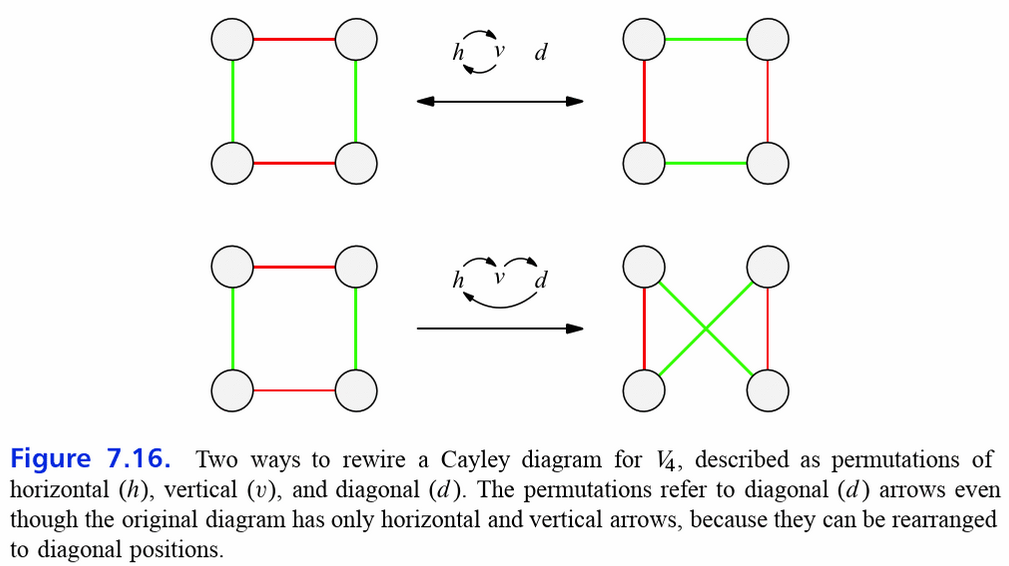 h v d
h v d
Figure 7.16. Two ways to rewire a Cayley diagram for V₄, described as permutations of
horizontal (h), vertical (v), and diagonal (d). The permutations refer to diagonal (d) arrows even
though the original diagram has only horizontal and vertical arrows, because they can be rearranged
to diagonal positions.